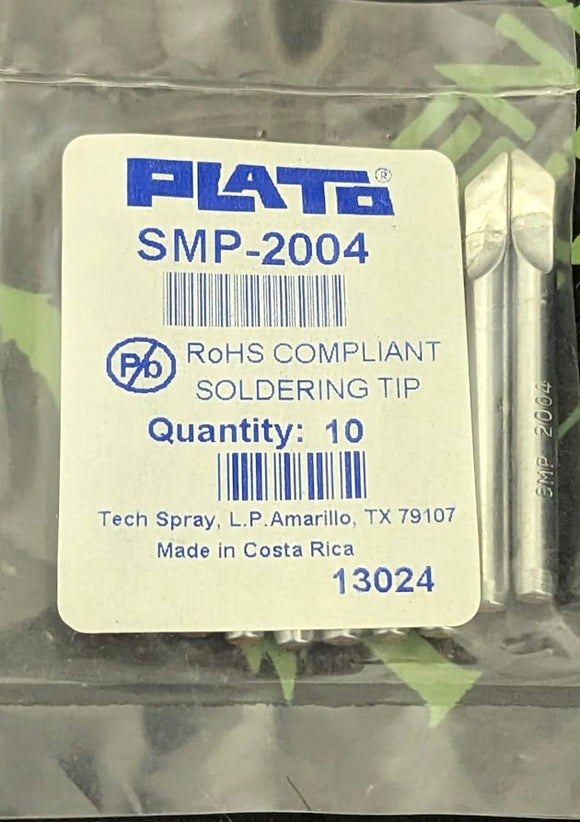 PLATO®
SMP-2004
Pb
RoHS COMPLIANT
SOLDERING TIP
Quantity: 10
Tech Spray, L.P.Amarillo, TX 79107
Made in Costa Rica
13024
SMP 2004